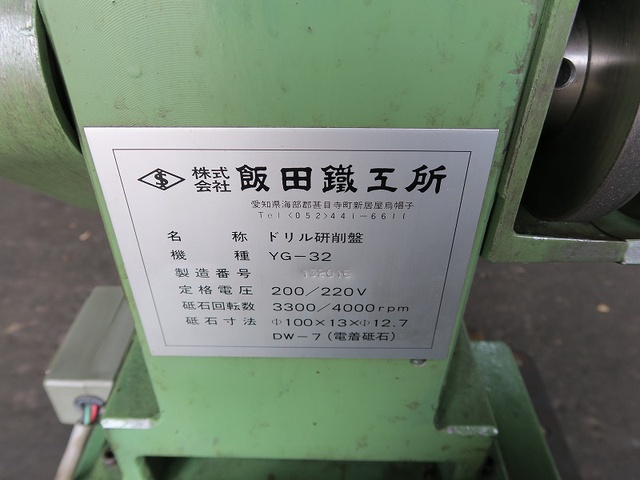 株式会社 飯田鐵工所
愛知県海部郡甚目寺町新居屋鳥帽子
Tel<052>441-6611
名称 ドリル研削盤
機種 YG-32
製造番号
定格電圧 200/220V
砥石回転数 3300/4000rpm
砥石寸法 Φ100×13×Φ12.7
DW-7(電着砥石)